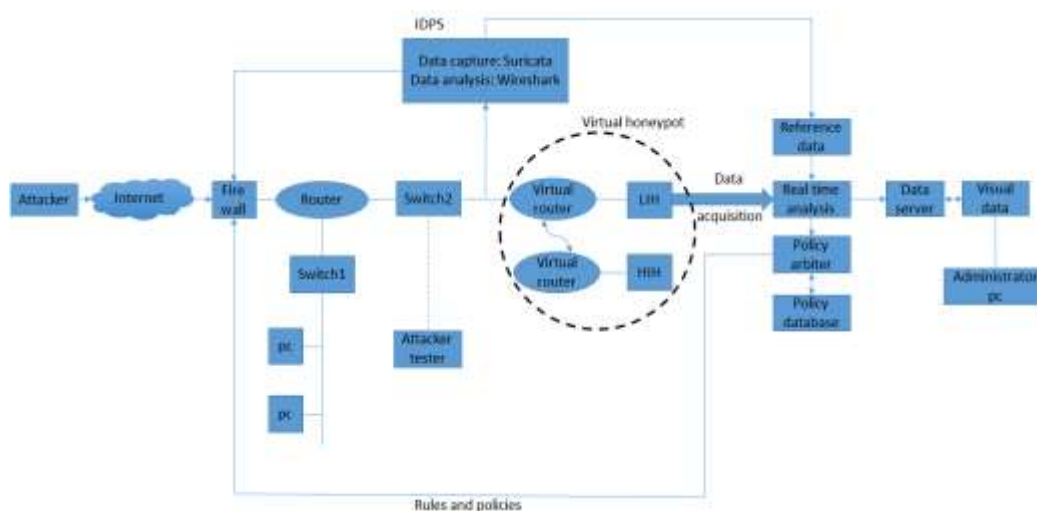 IDPS
Data capture: Suricata
Data analysis: Wireshark
Virtual honeypot
Reference
data
Attacker
Internet
Fire
wall
Router
Switch2
Virtual
router
LIH
Data
acquisition
Real time
analysis
Data
server
Visual
data
Switch1
Virtual
router
HIH
Policy
arbiter
Administrator
pc
Policy
database
pc
Attacker
tester
pc
Rules and policies